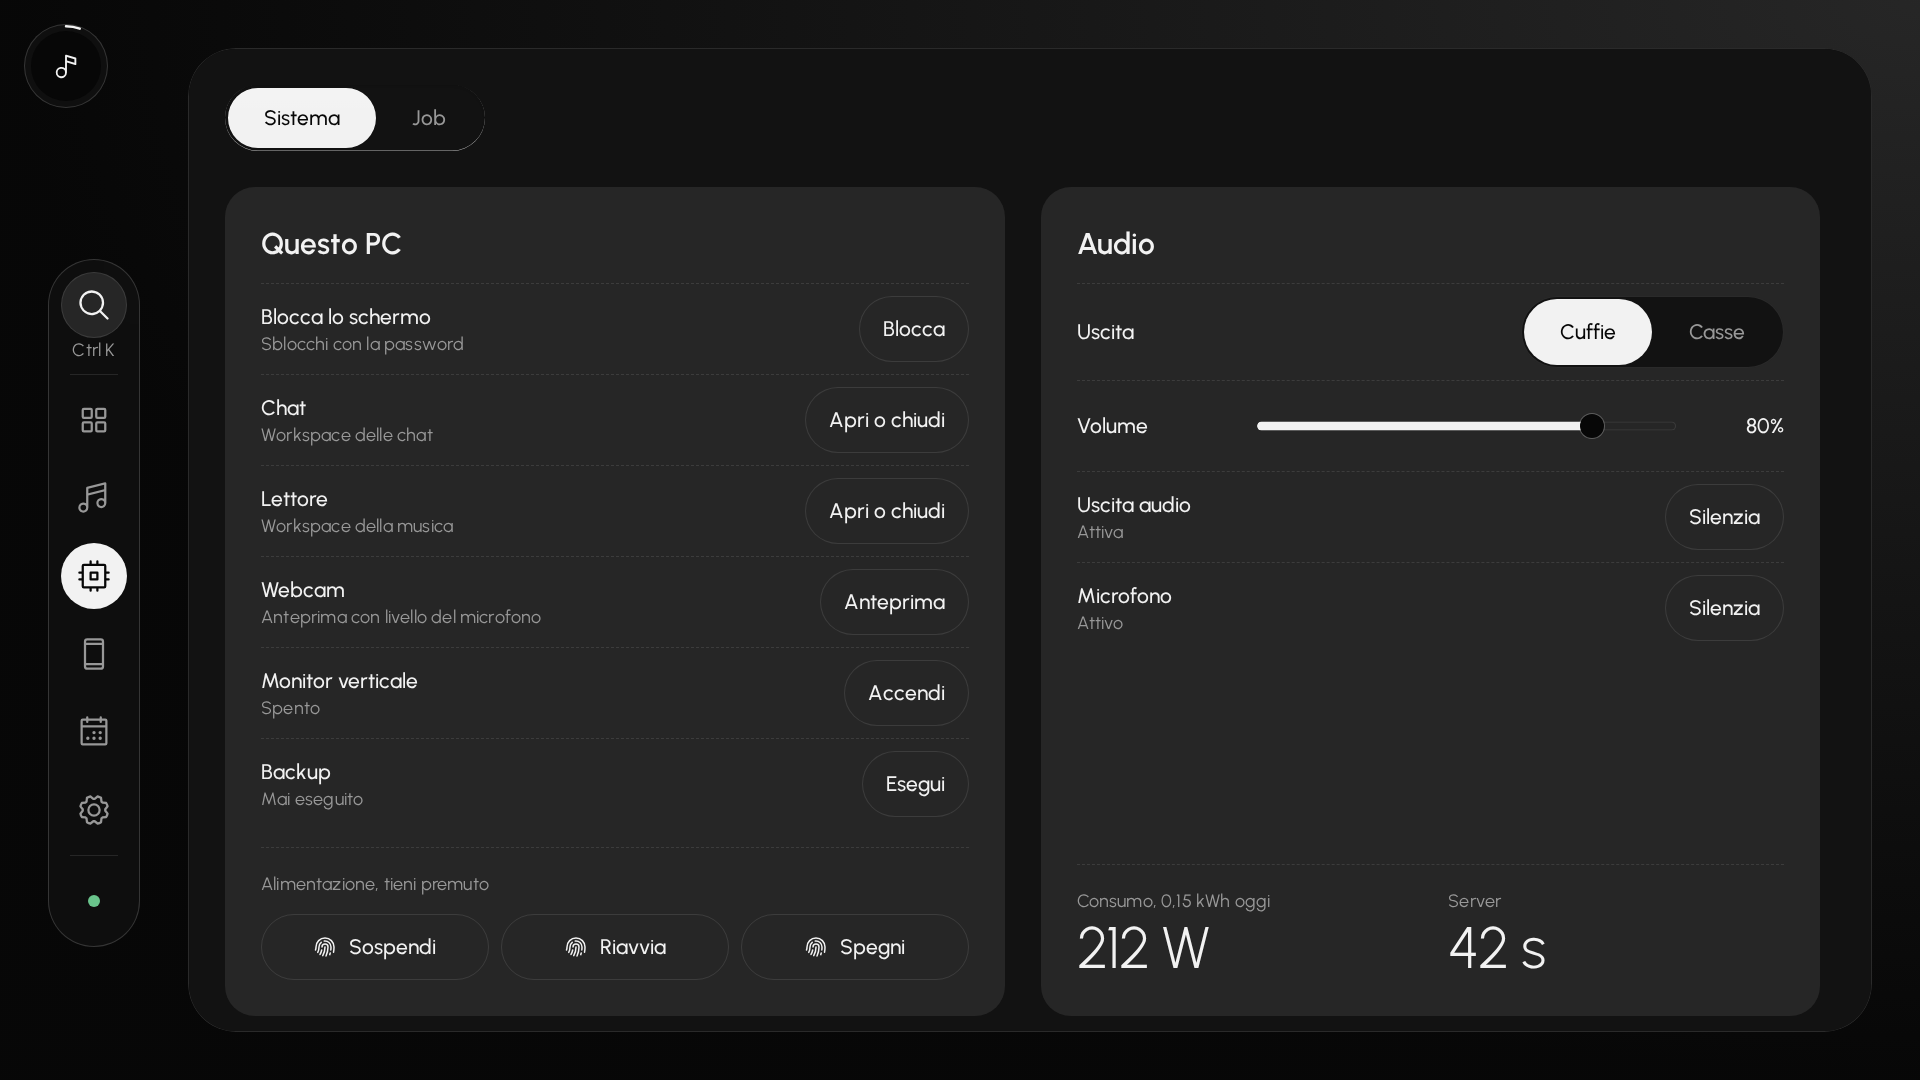 Sistema
Job
Questo PC
Blocca lo schermo
Sblocchi con la password
Blocca
Chat
Workspace delle chat
Apri o chiudi
Lettore
Workspace della musica
Apri o chiudi
Webcam
Anteprima con livello del microfono
Anteprima
Monitor verticale
Spento
Accendi
Backup
Mai eseguito
Esegui
Alimentazione, tieni premuto
Sospendi
Riavvia
Spegni
Audio
Uscita
Cuffie
Casse
Volume
80%
Uscita audio
Attiva
Silenzia
Microfono
Attivo
Silenzia
Consumo, 0,15 kWh oggi
212 W
Server
42 s
Ctrl K